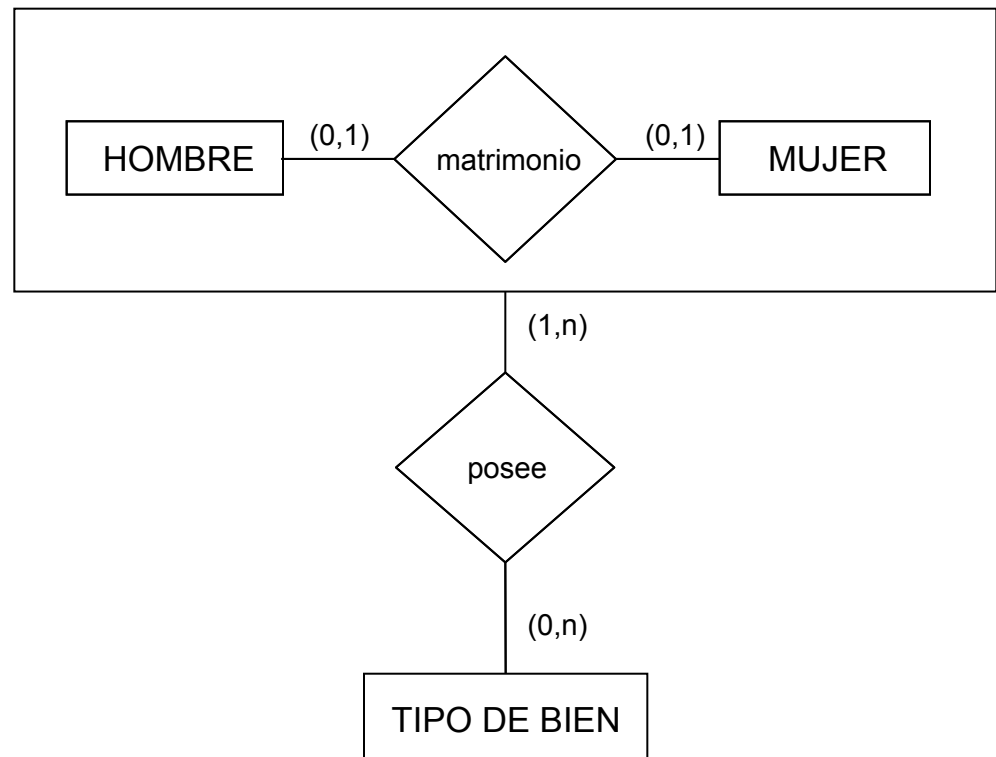 (0,1) (0,1)
HOMBRE matrimonio MUJER
(1,n)
posee
(0,n)
TIPO DE BIEN